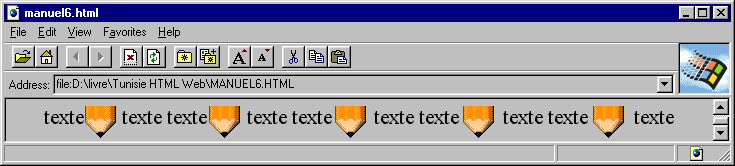 manuel6.html
File Edit View Favorites Help
A A
Address: file:D:\livre\Tunisie HTML Web\MANUEL6.HTML
texte texte texte texte texte texte texte texte texte texte